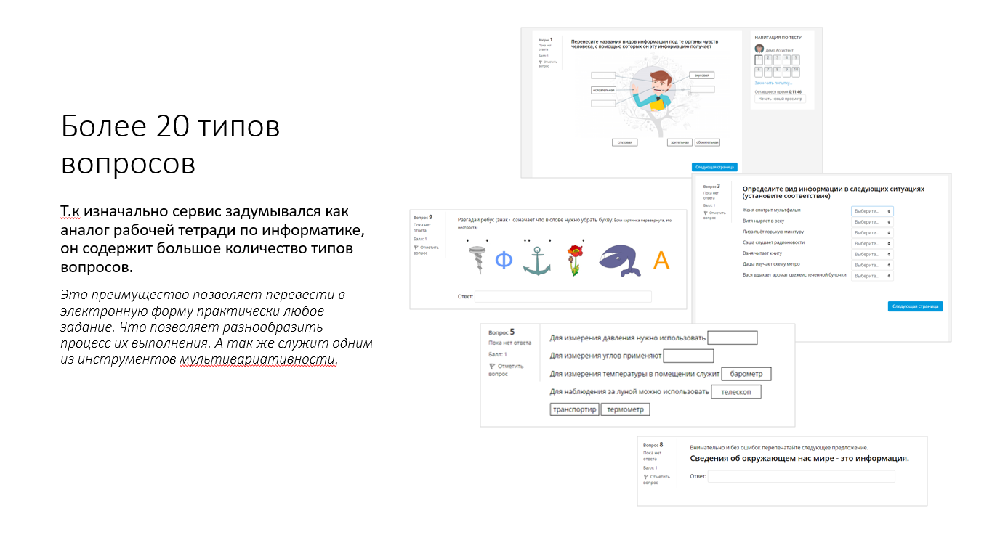 Более 20 типов
вопросов
Т.к изначально сервис задумывался как
аналог рабочей тетради по информатике,
он содержит большое количество типов
вопросов.
Это преимущество позволяет перевести в
электронную форму практически любое
задание. Что позволяет разнообразить
процесс их выполнения. А так же служит одним
из инструментов мультивариативности.
Вопрос 1
Пока нет
ответа
Балл: 1
Отметить
вопрос
Перенесите названия видов информации под те органы чувств
человека, с помощью которых он эту информацию получает
вкусовая
осязательная
слуховая
зрительная
обонятельная
Следующая страница
НАВИГАЦИЯ ПО ТЕСТУ
Демо Ассистент
1 2 3 4 5
6 7 8 9 10
Закончить попытку...
Оставшееся время 0:11:46
Начать новый просмотр
Вопрос 3
Пока нет
ответа
Балл: 1
Отметить
вопрос
Определите вид информации в следующих ситуациях
(установите соответствие)
Женя смотрит мультфильм Выберите...
Витя ныряет в реку Выберите...
Лиза пьёт горькую микстуру Выберите...
Саша слушает радионовости Выберите...
Ваня читает книгу Выберите...
Даша изучает схему метро Выберите...
Вася вдыхает аромат свежеиспеченной булочки Выберите...
Следующая страница
Вопрос 9
Пока нет
ответа
Балл: 1
Отметить
вопрос
Разгадай ребус (знак - означает что в слове нужно убрать букву. Если картинка перевернута, это
неспроста)
, , ,, , ,
Ф А
Ответ:
Вопрос 5
Пока нет ответа
Балл: 1
Отметить
вопрос
Для измерения давления нужно использовать
Для измерения углов применяют
Для измерения температуры в помещении служит барометр
Для наблюдения за луной можно использовать телескоп
транспортир термометр
Вопрос 8
Пока нет
ответа
Балл: 1
Отметить
вопрос
Внимательно и без ошибок перепечатайте следующее предложение.
Сведения об окружающем нас мире - это информация.
Ответ: